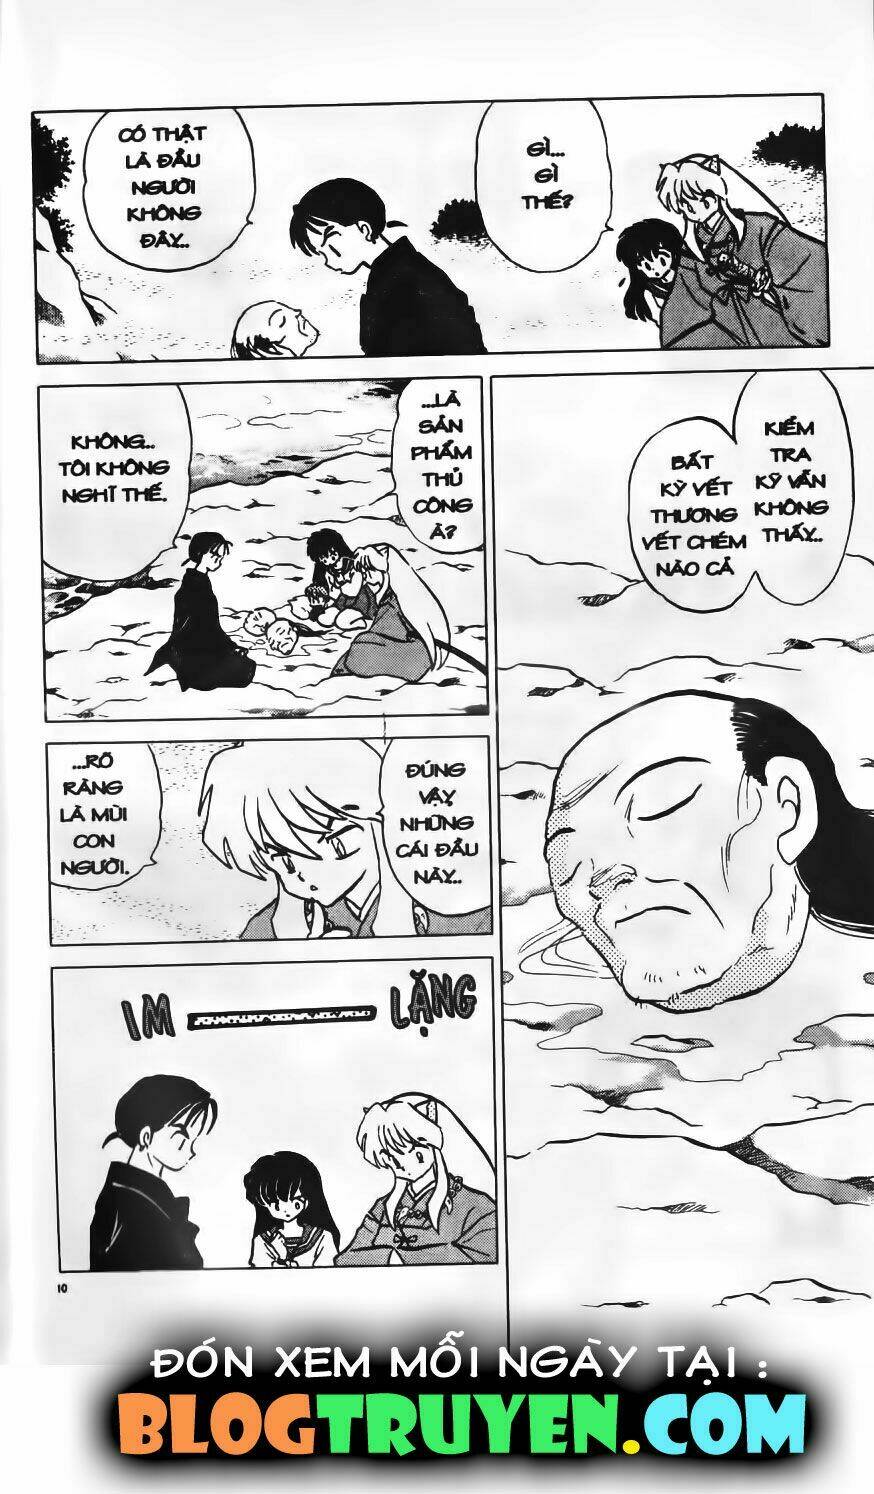 GÌ...
GÌ
THẾ?
CÓ THẬT
LÀ ĐẦU
NGƯỜI
KHÔNG
ĐÂY..
KIỂM
TRA
KỸ VẪN
KHÔNG
THẤY..
BẤT
KỲ VẾT
THƯƠNG
VẾT CHÉM
NÀO CẢ
...LÀ
SẢN
PHẨM
THỦ
CÔNG
À?
KHÔNG..
TÔI KHÔNG
NGHĨ THẾ.
ĐÚNG
VẬY,
NHỮNG
CÁI ĐẦU
NÀY..
...RÕ
RÀNG
LÀ MÙI
CON
NGƯỜI.
IM LẶNG
10
ĐÓN XEM MỖI NGÀY TẠI :
BLOGTRUYEN.COM